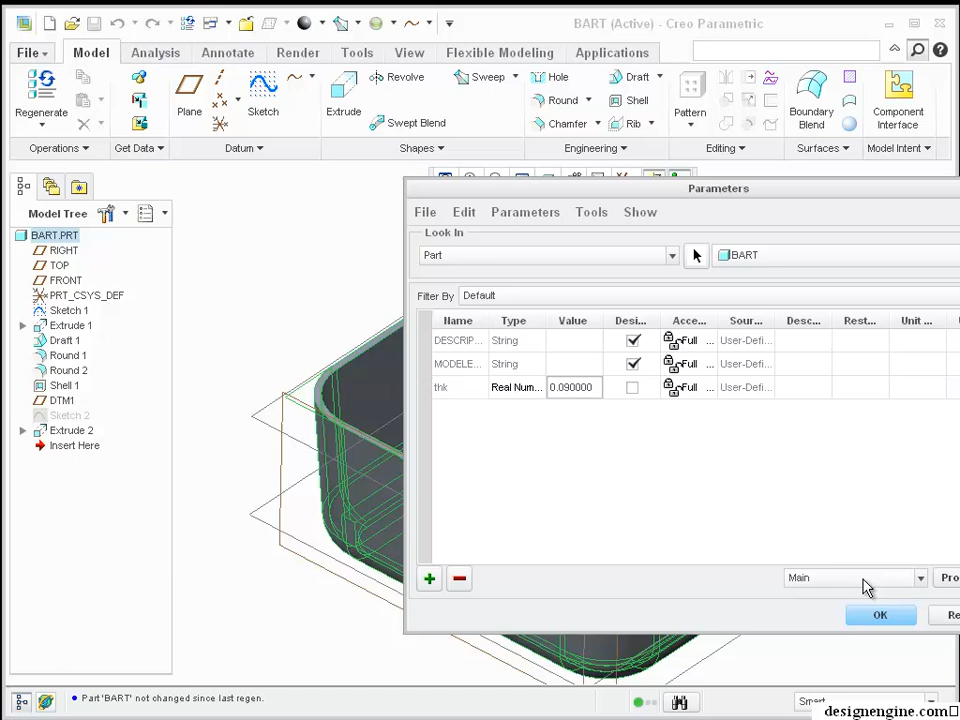 BART (Active) - Creo Parametric
File Model Analysis Annotate Render Tools View Flexible Modeling Applications
Regenerate
Plane
Sketch
Extrude
Revolve
Sweep
Swept Blend
Hole
Round
Chamfer
Draft
Shell
Rib
Pattern
Boundary Blend
Component Interface
Operations Get Data Datum Shapes Engineering Editing Surfaces Model Intent
Model Tree
BART.PRT
RIGHT
TOP
FRONT
PRT_CSYS_DEF
Sketch 1
Extrude 1
Draft 1
Round 1
Round 2
Shell 1
DTM1
Sketch 2
Extrude 2
Insert Here
Parameters
File Edit Parameters Tools Show
Look In
Part
BART
Filter By Default
Name Type Value Desi... Acce... Sour... Desc... Rest... Unit ...
DESCRIP... String Full ... User-Defi...
MODELE... String Full ... User-Defi...
thk Real Num... 0.090000 Full ... User-Defi...
Main
Pro
OK
Re
Part 'BART' not changed since last regen.
Smart
designengine.com